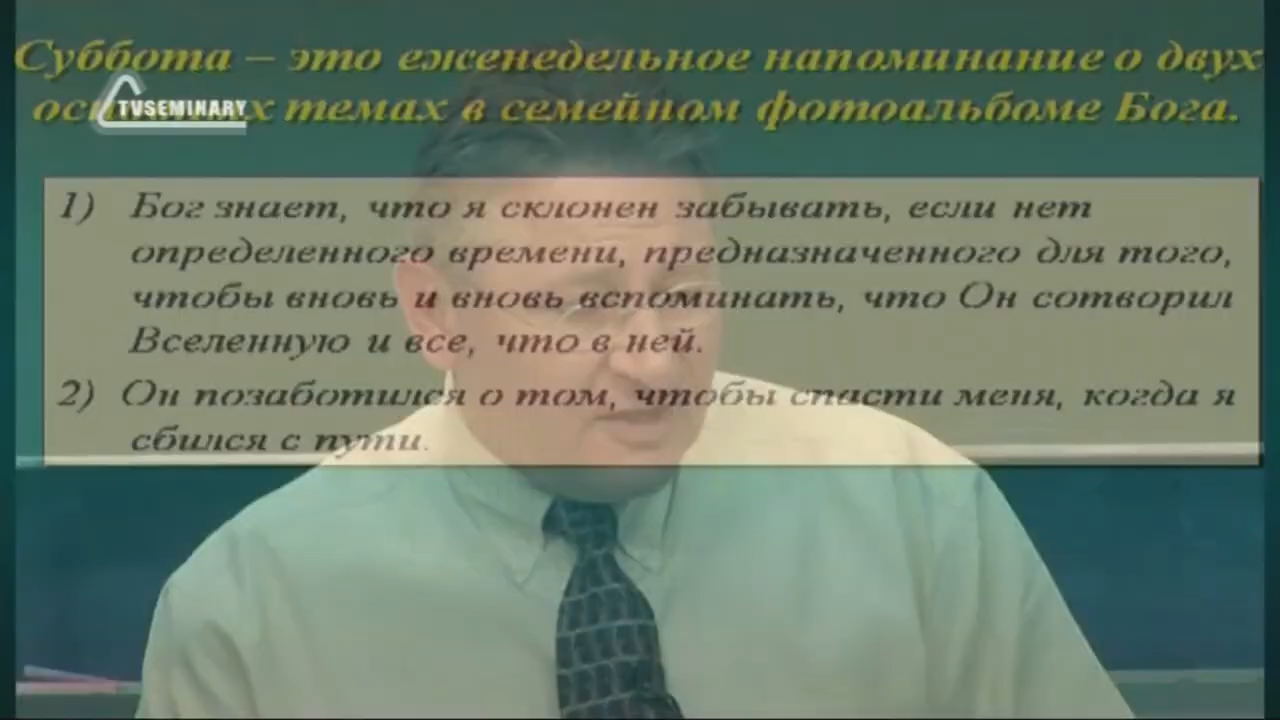 Суббота – это еженедельное напоминание о двух
темах в семейном фотоальбоме Бога.
TVSEMINARY
1) Бог знает, что я склонен забывать, если нет
определенного времени, предназначенного для того,
чтобы вновь и вновь вспоминать, что Он сотворил
Вселенную и все, что в ней.
2) Он позаботился о том, чтобы спасти меня, когда я
сбился с пути.